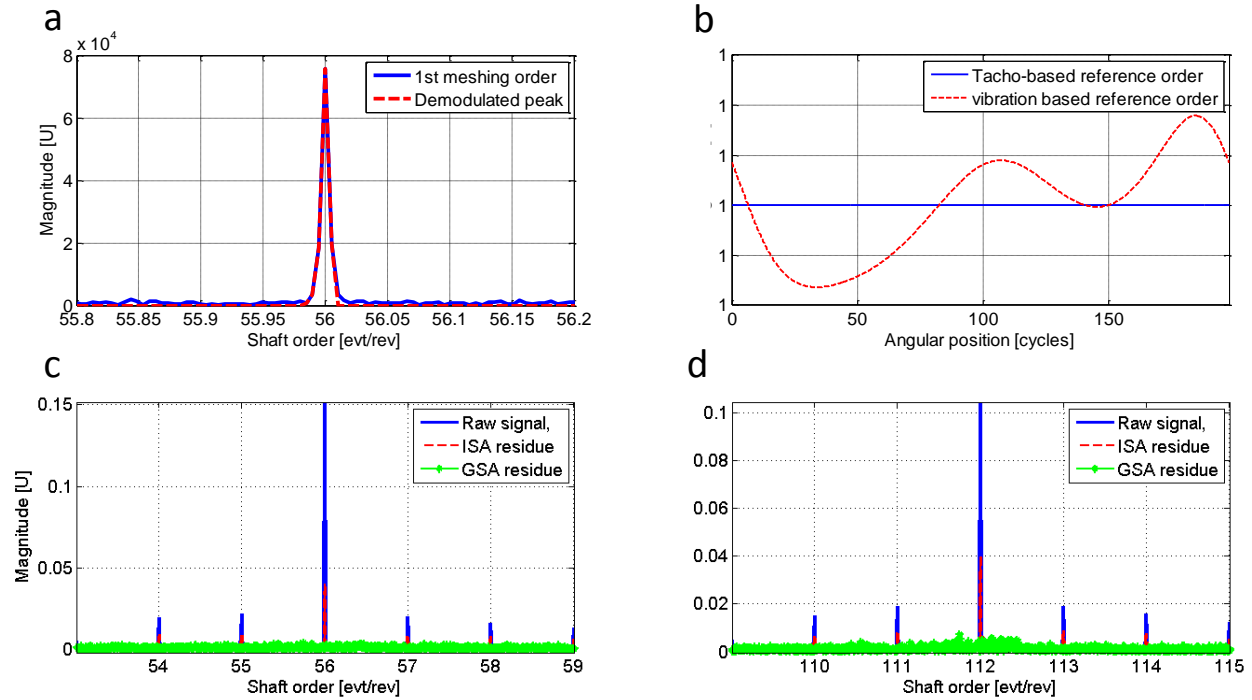 a
× 10^4
8
6
4
2
0
Magnitude [U]
1st meshing order
Demodulated peak
55.8 55.85 55.9 55.95 56 56.05 56.1 56.15 56.2
Shaft order [evt/rev]
b
1
1
1
1
1
1
Tacho-based reference order
vibration based reference order
0 50 100 150
Angular position [cycles]
c
0.15
0.1
0.05
0
Magnitude [U]
Raw signal,
ISA residue
GSA residue
54 55 56 57 58 59
Shaft order [evt/rev]
d
0.1
0.08
0.06
0.04
0.02
0
Raw signal,
ISA residue
GSA residue
110 111 112 113 114 115
Shaft order [evt/rev]